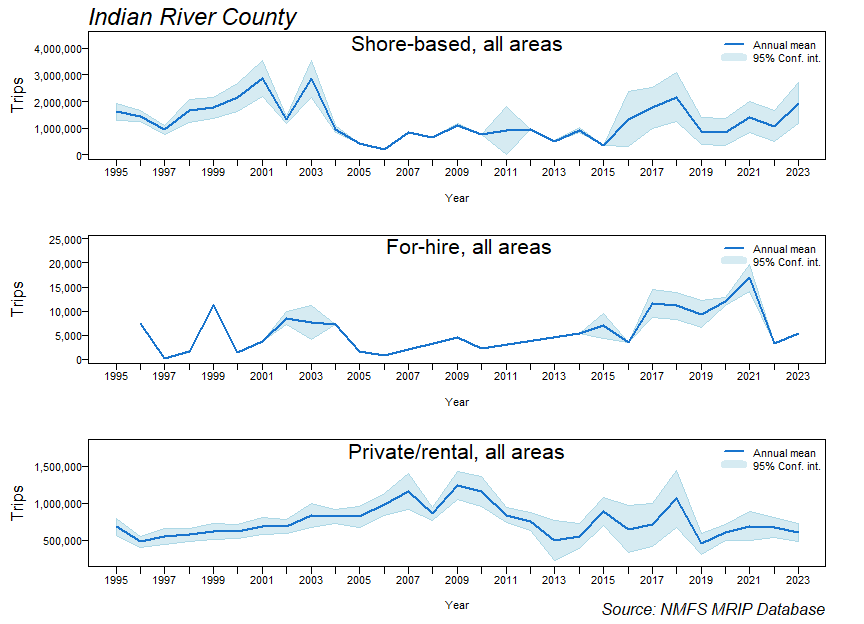 Indian River County
Shore-based, all areas
Annual mean
95% Conf. int.
4,000,000
3,000,000
2,000,000
1,000,000
0
Trips
1995 1997 1999 2001 2003 2005 2007 2009 2011 2013 2015 2017 2019 2021 2023
Year
For-hire, all areas
Annual mean
95% Conf. int.
25,000
20,000
15,000
10,000
5,000
0
Trips
1995 1997 1999 2001 2003 2005 2007 2009 2011 2013 2015 2017 2019 2021 2023
Year
Private/rental, all areas
Annual mean
95% Conf. int.
1,500,000
1,000,000
500,000
Trips
1995 1997 1999 2001 2003 2005 2007 2009 2011 2013 2015 2017 2019 2021 2023
Year
Source: NMFS MRIP Database